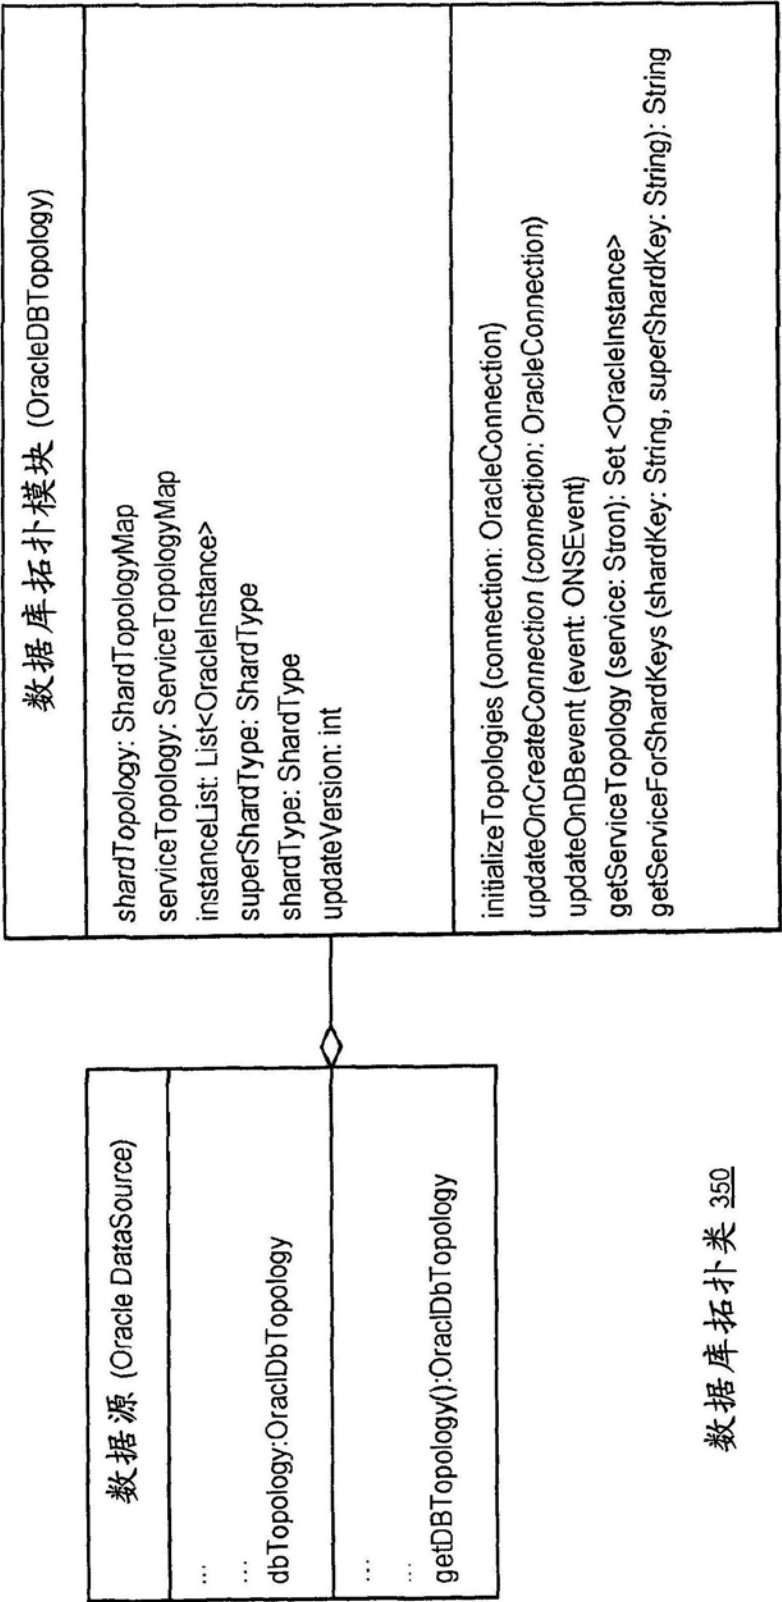 数据源 (Oracle DataSource)
...
...
dbTopology:OraclDbTopology
...
...
getDBTopology():OraclDbTopology
数据库拓扑模块 (OracleDBTopology)
shardTopology: ShardTopologyMap
serviceTopology: ServiceTopologyMap
instanceList: List<OracleInstance>
superShardType: ShardType
shardType: ShardType
updateVersion: int
initializeTopologies (connection: OracleConnection)
updateOnCreateConnection (connection: OracleConnection)
updateOnDBevent (event: ONSEvent)
getServiceTopology (service: Stron): Set <OracleInstance>
getServiceForShardKeys (shardKey: String, superShardKey: String): String
数据库拓扑类 350